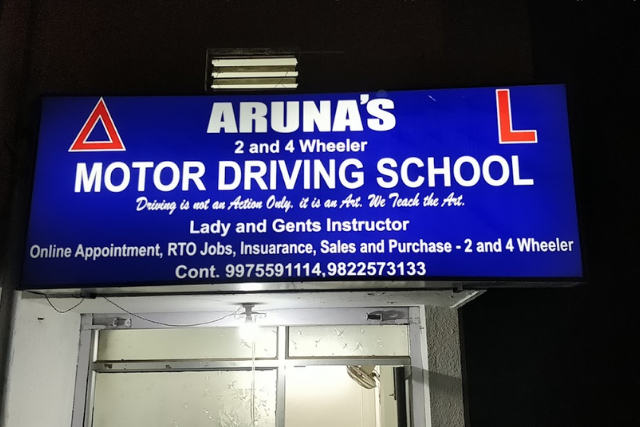 ARUNA'S
L
2 and 4 Wheeler
MOTOR DRIVING SCHOOL
Driving is not an Action Only, it is an Art. We Teach the Art.
Lady and Gents Instructor
Online Appointment, RTO Jobs, Insuarance, Sales and Purchase - 2 and 4 Wheeler
Cont. 9975591114,9822573133